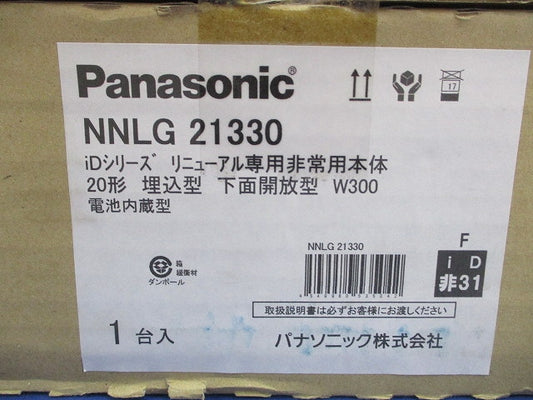 Panasonic®
17
NNLG 21330
iDシリーズ リニューアル専用非常用本体
20形 埋込型 下面開放型 W300
電池内蔵型
NNLG 21330
F
iD
非31
箱
緩衝材
ダンボール
取扱説明書は必ずお客様にお渡しください
1台入
パナソニック株式会社